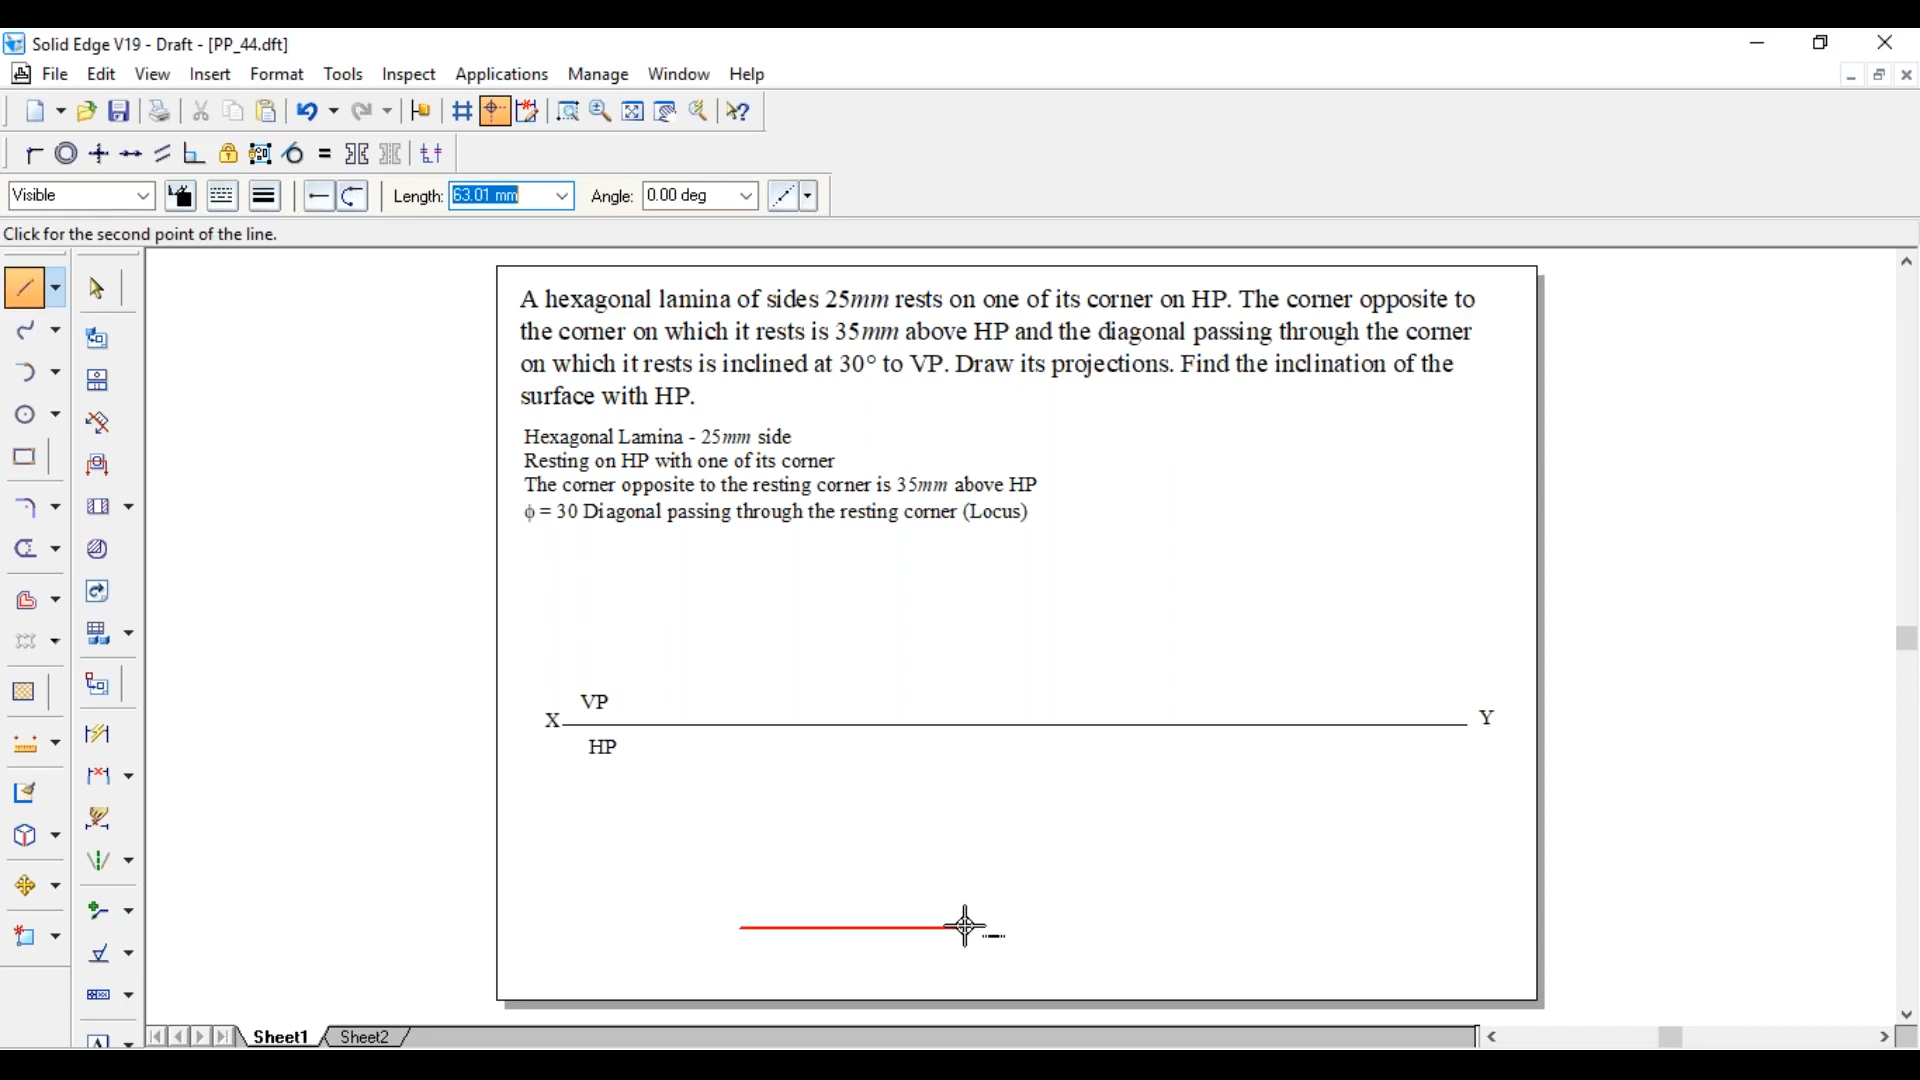 Solid Edge V19 - Draft - [PP_44.dft]
File Edit View Insert Format Tools Inspect Applications Manage Window Help
Visible Length: 63.01 mm Angle: 0.00 deg
Click for the second point of the line.
A hexagonal lamina of sides 25mm rests on one of its corner on HP. The corner opposite to
the corner on which it rests is 35mm above HP and the diagonal passing through the corner
on which it rests is inclined at 30° to VP. Draw its projections. Find the inclination of the
surface with HP.
Hexagonal Lamina - 25mm side
Resting on HP with one of its corner
The corner opposite to the resting corner is 35mm above HP
ϕ = 30 Diagonal passing through the resting corner (Locus)
VP
X Y
HP
Sheet1 Sheet2